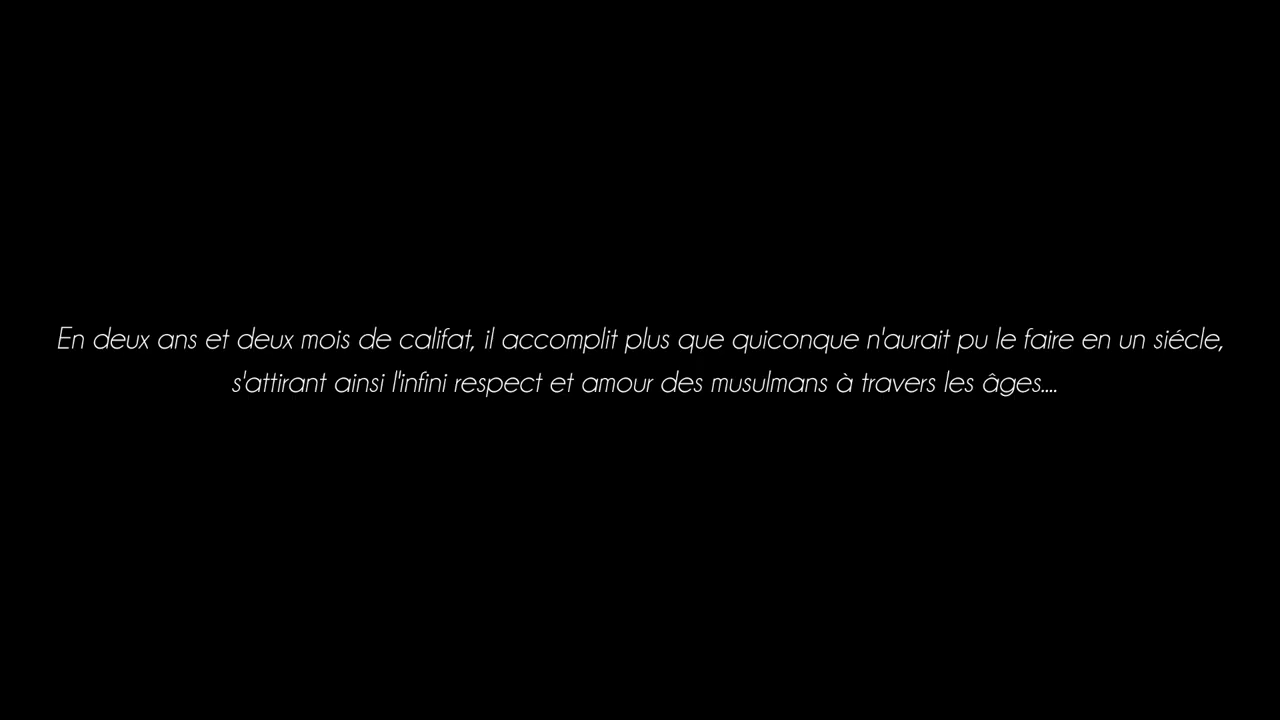 En deux ans et deux mois de califat, il accomplit plus que quiconque n'aurait pu le faire en un siécle,
s'attirant ainsi l'infini respect et amour des musulmans à travers les âges....